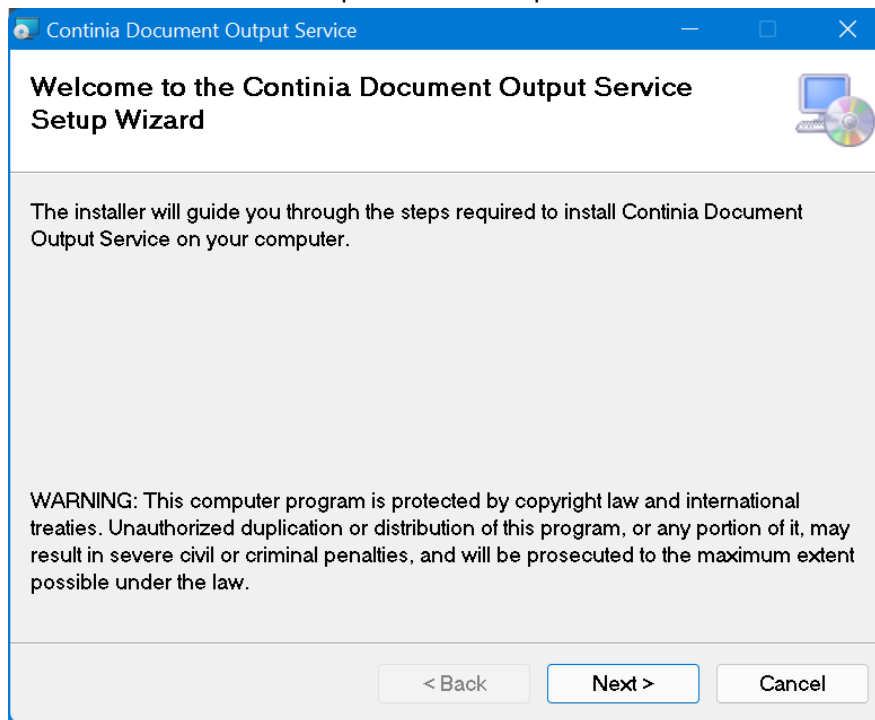 Continia Document Output Service
Welcome to the Continia Document Output Service
Setup Wizard
The installer will guide you through the steps required to install Continia Document
Output Service on your computer.
WARNING: This computer program is protected by copyright law and international
treaties. Unauthorized duplication or distribution of this program, or any portion of it, may
result in severe civil or criminal penalties, and will be prosecuted to the maximum extent
possible under the law.
< Back
Next >
Cancel